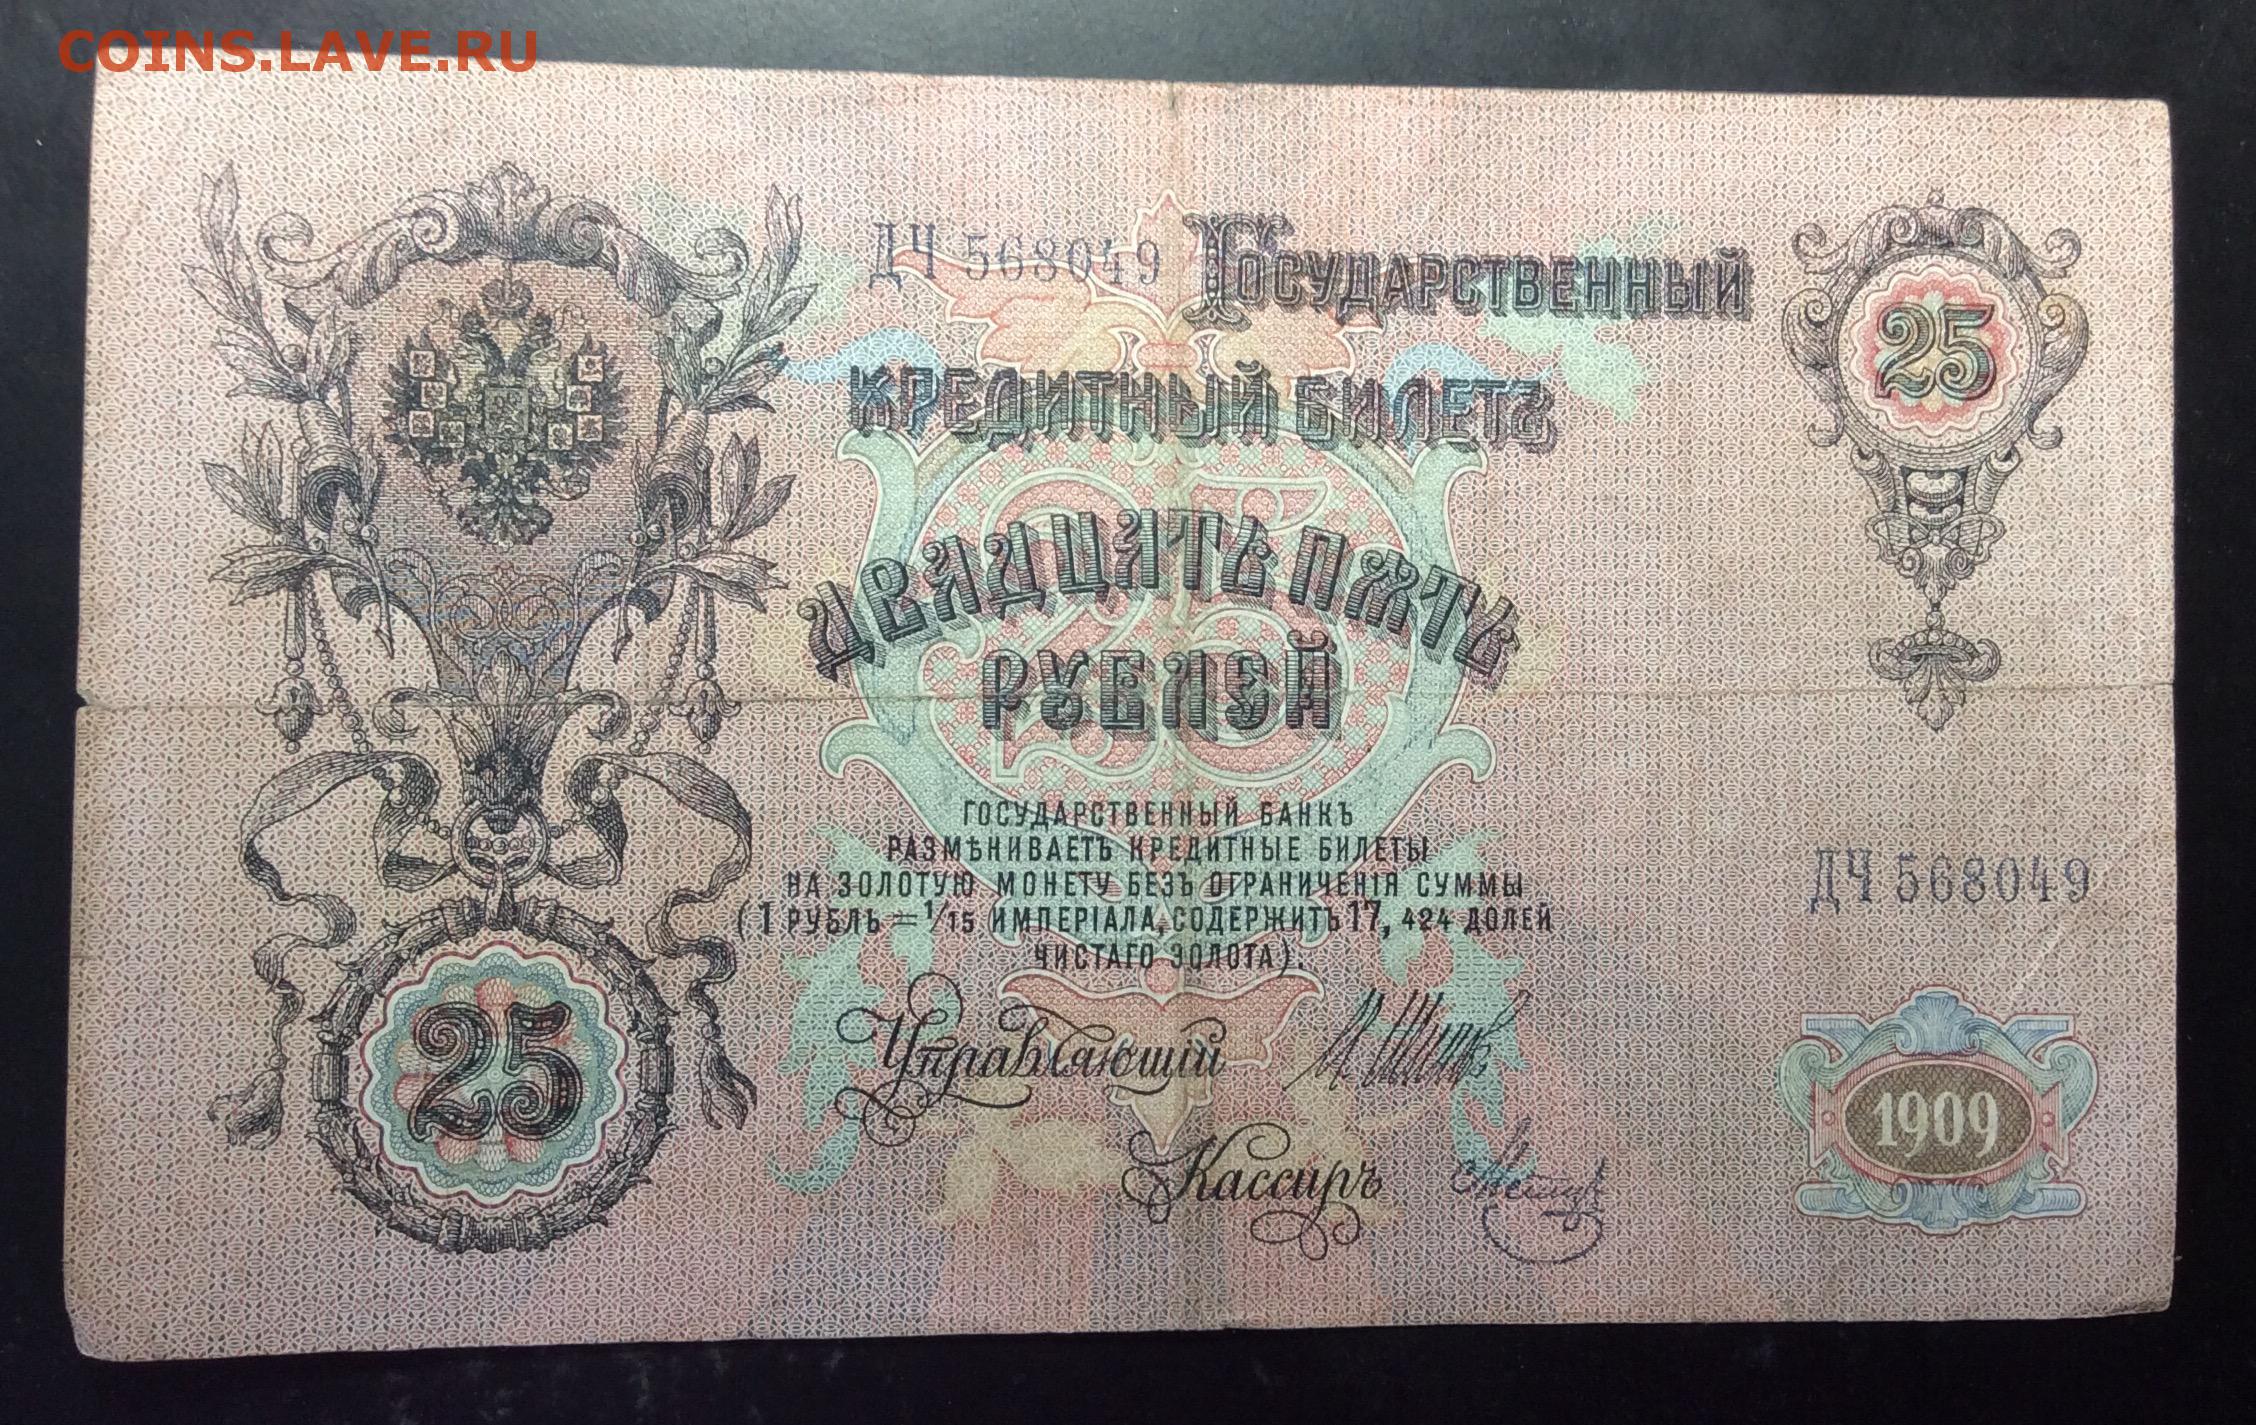 COINS.LAVE.RU
ДЧ 568049 Государственный
25
Кредитный Билетъ
Двадцать пять
рублей
ГОСУДАРСТВЕННЫЙ БАНКЪ
РАЗМѢНИВАЕТЪ КРЕДИТНЫЕ БИЛЕТЫ
НА ЗОЛОТУЮ МОНЕТУ БЕЗЪ ОГРАНИЧЕНІЯ СУММЫ
(1 РУБЛЬ = 1/15 ИМПЕРІАЛА, СОДЕРЖИТЪ 17, 424 ДОЛЕЙ
ЧИСТАГО ЗОЛОТА).
ДЧ 568049
25
25
Управляющій
Кассиръ
1909